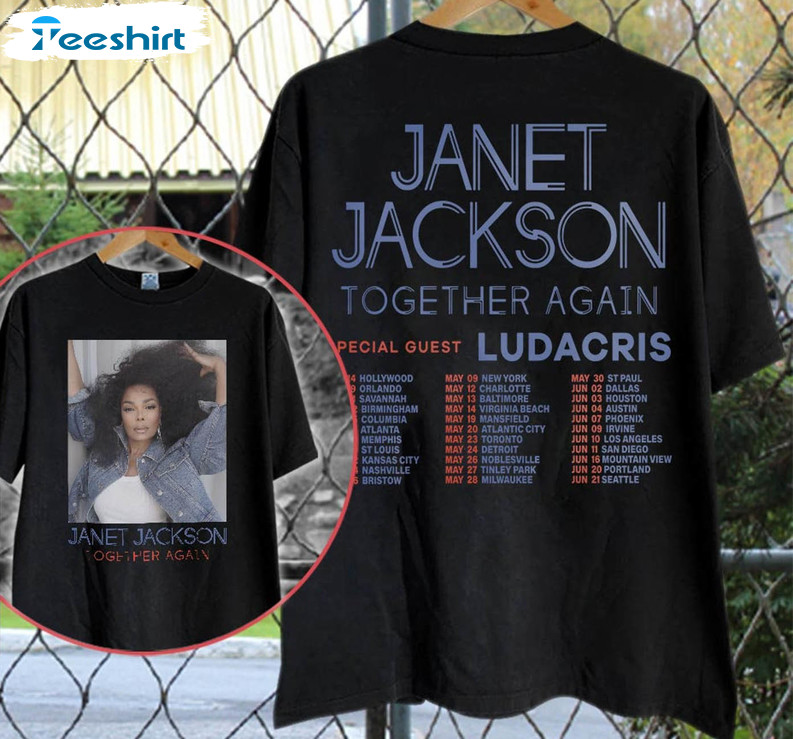 Teeshirt
JANET
JACKSON
TOGETHER AGAIN
PECIAL GUEST LUDACRIS
4 HOLLYWOOD MAY 09 NEW YORK MAY 30 ST PAUL
9 ORLANDO MAY 12 CHARLOTTE JUN 02 DALLAS
SAVANNAH MAY 13 BALTIMORE JUN 03 HOUSTON
BIRMINGHAM MAY 14 VIRGINIA BEACH JUN 04 AUSTIN
COLUMBIA MAY 19 MANSFIELD JUN 07 PHOENIX
ATLANTA MAY 20 ATLANTIC CITY JUN 09 IRVINE
MEMPHIS MAY 23 TORONTO JUN 10 LOS ANGELES
ST LOUIS MAY 24 DETROIT JUN 11 SAN DIEGO
KANSAS CITY MAY 26 NOBLESVILLE JUN 16 MOUNTAIN VIEW
NASHVILLE MAY 27 TINLEY PARK JUN 20 PORTLAND
BRISTOW MAY 28 MILWAUKEE JUN 21 SEATTLE
JANET JACKSON
TOGETHER AGAIN